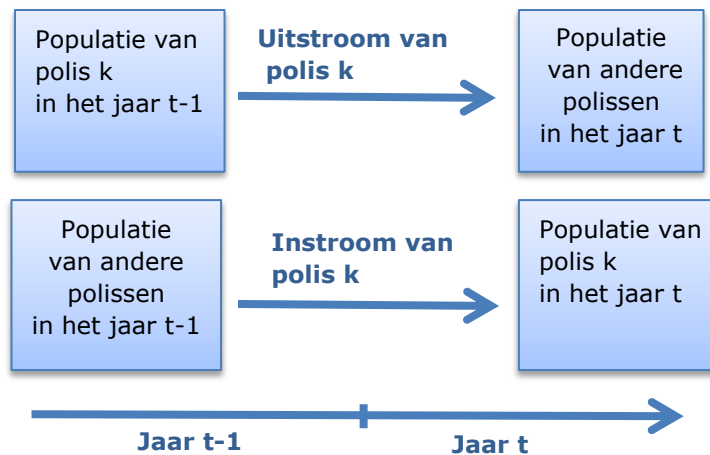 Populatie van
polis k
in het jaar t-1
Uitstroom van
polis k
Populatie
van andere
polissen
in het jaar t
Populatie
van andere
polissen
in het jaar t-1
Instroom van
polis k
Populatie van
polis k
in het jaar t
Jaar t-1
Jaar t